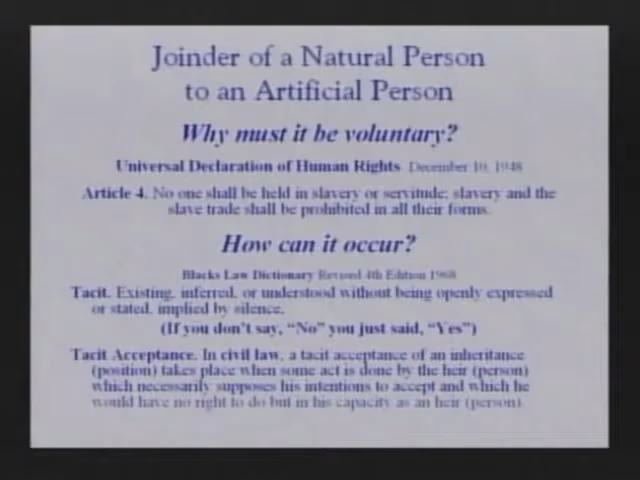 Joinder of a Natural Person
to an Artificial Person
Why must it be voluntary?
Universal Declaration of Human Rights December 10, 1948
Article 4. No one shall be held in slavery or servitude; slavery and the
slave trade shall be prohibited in all their forms.
How can it occur?
Blacks Law Dictionary Revised 4th Edition 1968
Tacit. Existing, inferred, or understood without being openly expressed
or stated, implied by silence.
(If you don't say, “No” you just said, “Yes”)
Tacit Acceptance. In civil law, a tacit acceptance of an inheritance
(position) takes place when some act is done by the heir (person)
which necessarily supposes his intentions to accept and which he
would have no right to do but in his capacity as an heir (person).